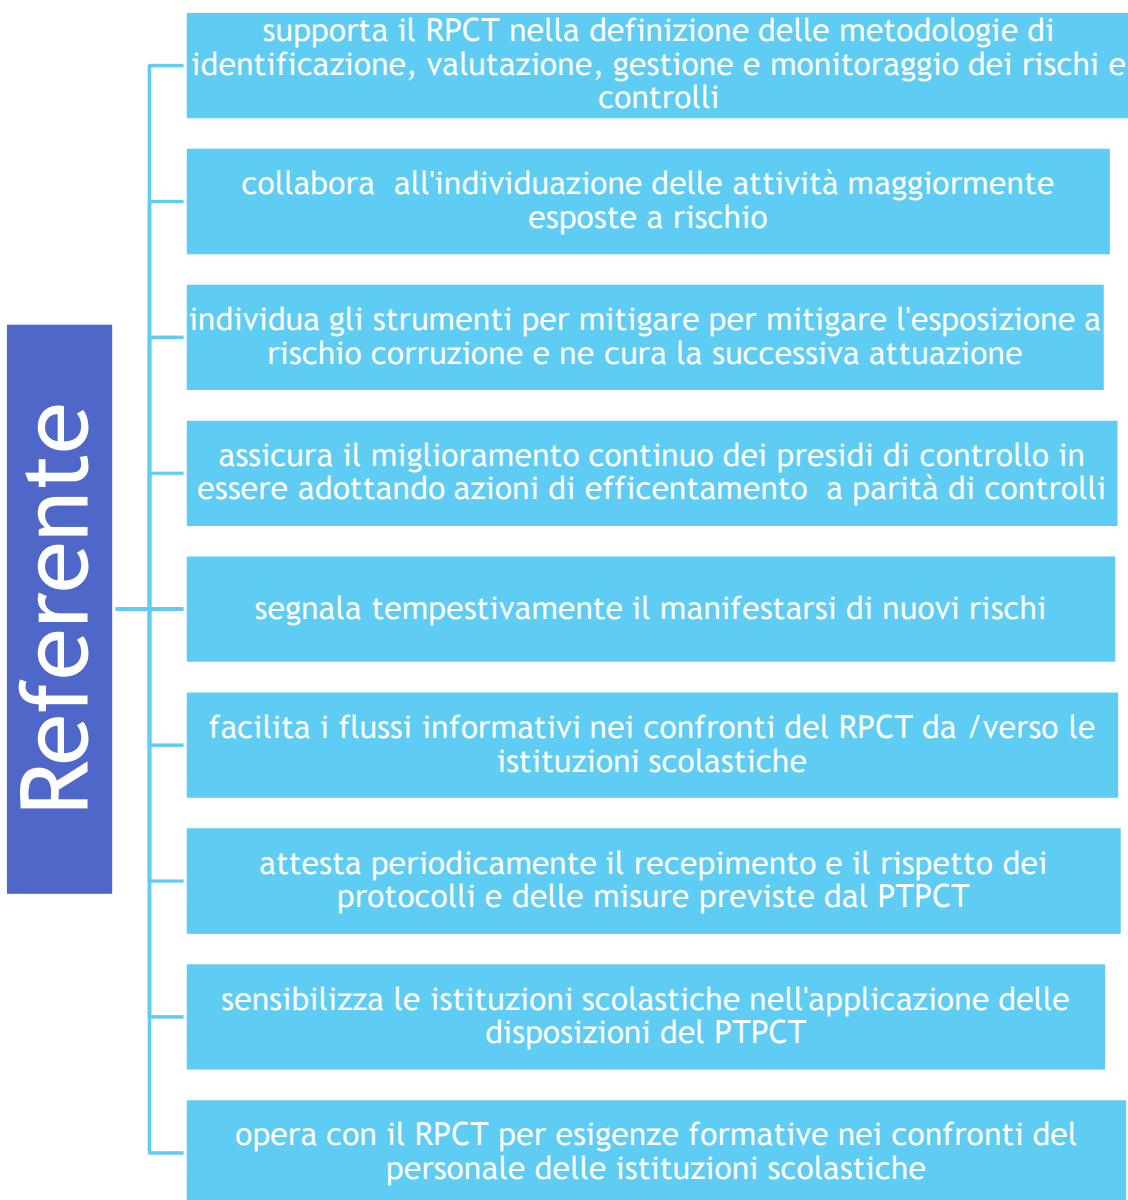 Referente
supporta il RPCT nella definizione delle metodologie di
identificazione, valutazione, gestione e monitoraggio dei rischi e
controlli
collabora  all'individuazione delle attività maggiormente
esposte a rischio
individua gli strumenti per mitigare per mitigare l'esposizione a
rischio corruzione e ne cura la successiva attuazione
assicura il miglioramento continuo dei presidi di controllo in
essere adottando azioni di efficentamento  a parità di controlli
segnala tempestivamente il manifestarsi di nuovi rischi
facilita i flussi informativi nei confronti del RPCT da /verso le
istituzioni scolastiche
attesta periodicamente il recepimento e il rispetto dei
protocolli e delle misure previste dal PTPCT
sensibilizza le istituzioni scolastiche nell'applicazione delle
disposizioni del PTPCT
opera con il RPCT per esigenze formative nei confronti del
personale delle istituzioni scolastiche